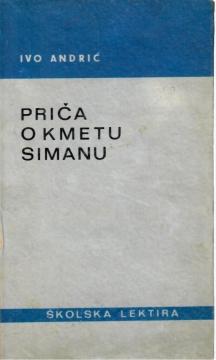 IVO ANDRIĆ
PRIČA
O KMETU
SIMANU
ŠKOLSKA LEKTIRA